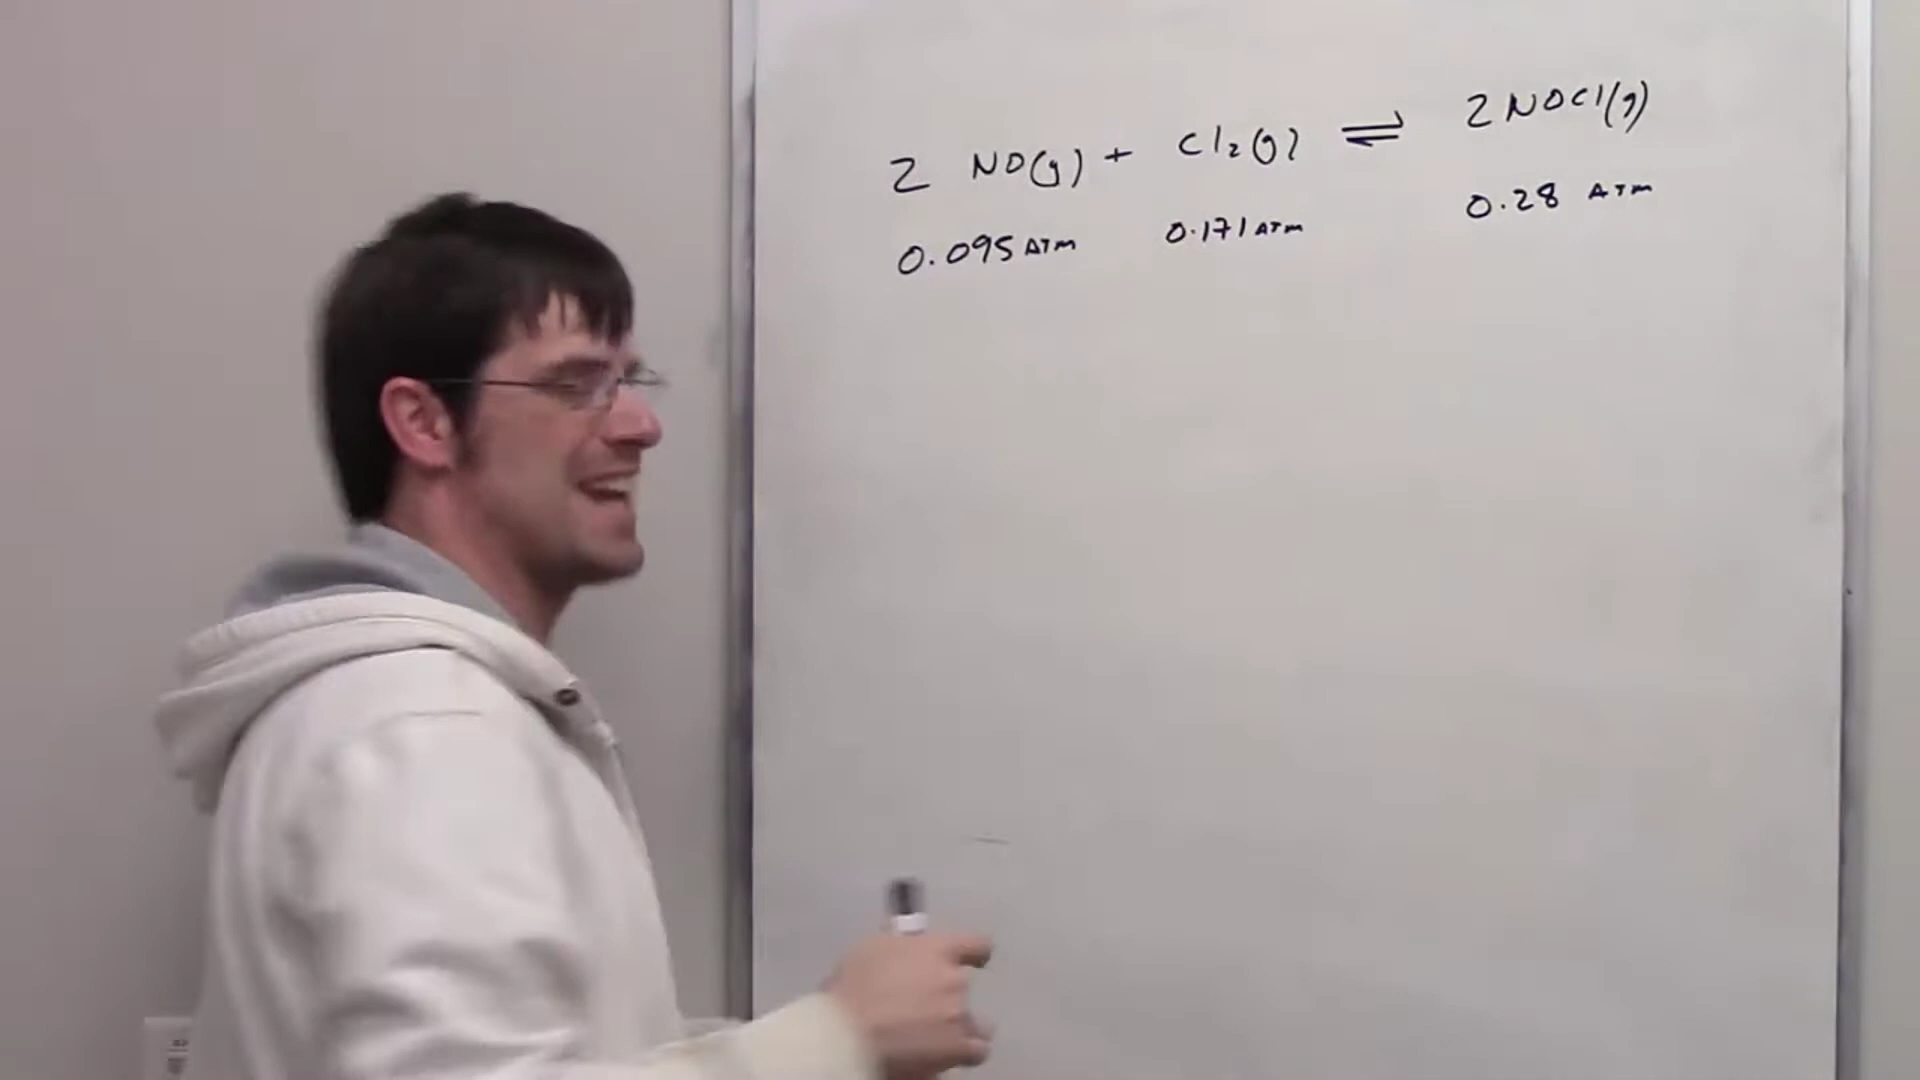 2 NO(g) + Cl₂(g) ⇌ 2 NOCl(g)
0.095 ATM 0.171 ATM 0.28 ATM